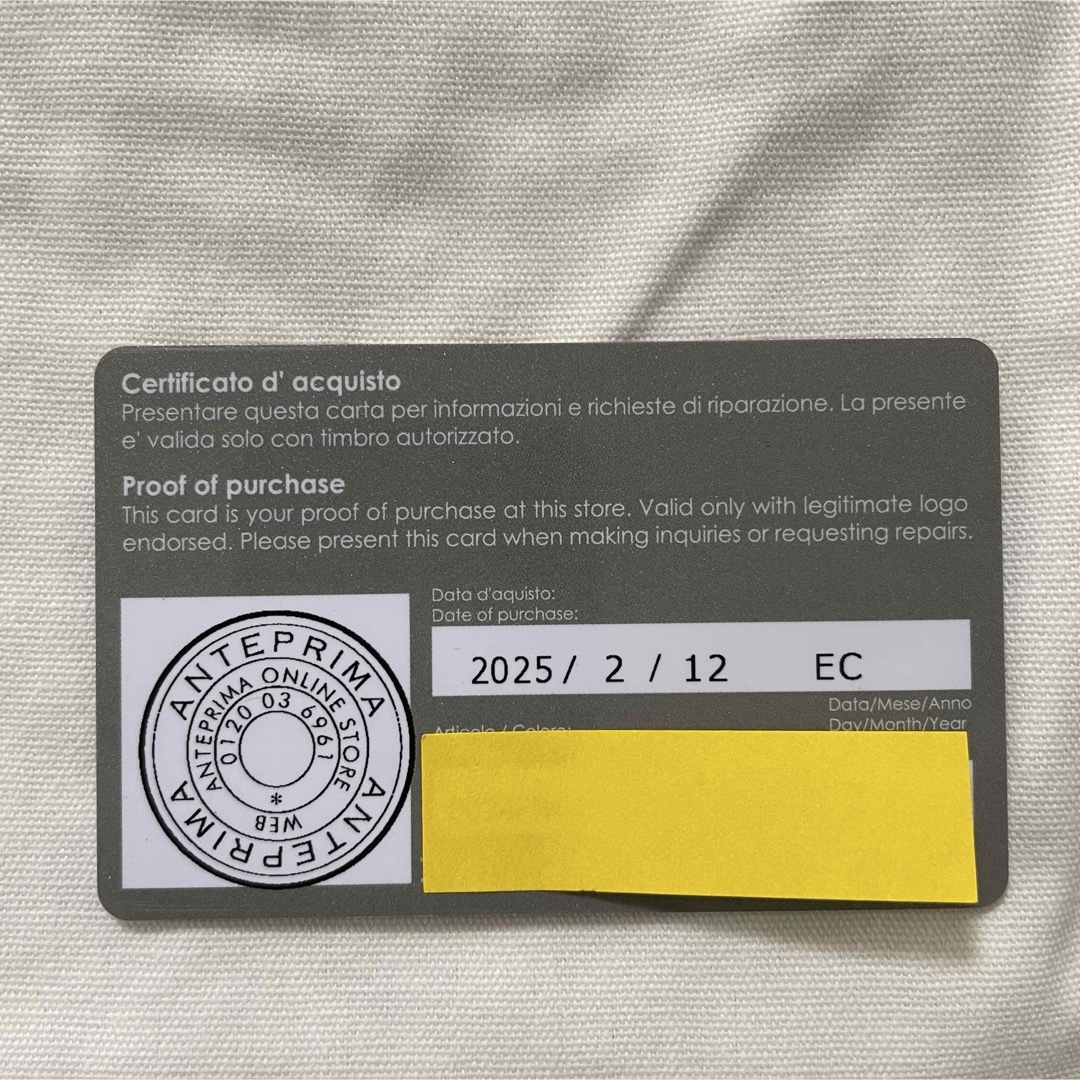 Certificato d' acquisto
Presentare questa carta per informazioni e richieste di riparazione. La presente
e' valida solo con timbro autorizzato.
Proof of purchase
This card is your proof of purchase at this store. Valid only with legitimate logo
endorsed. Please present this card when making inquiries or requesting repairs.
Data d'aquisto:
Date of purchase:
2025/ 2 / 12 EC
Data/Mese/Anno
Day/Month/Year
Articolo / Colore:
ANTEPRIMA
ANTEPRIMA ONLINE STORE
0120 03 6961
*
WEB
ANTEPRIMA